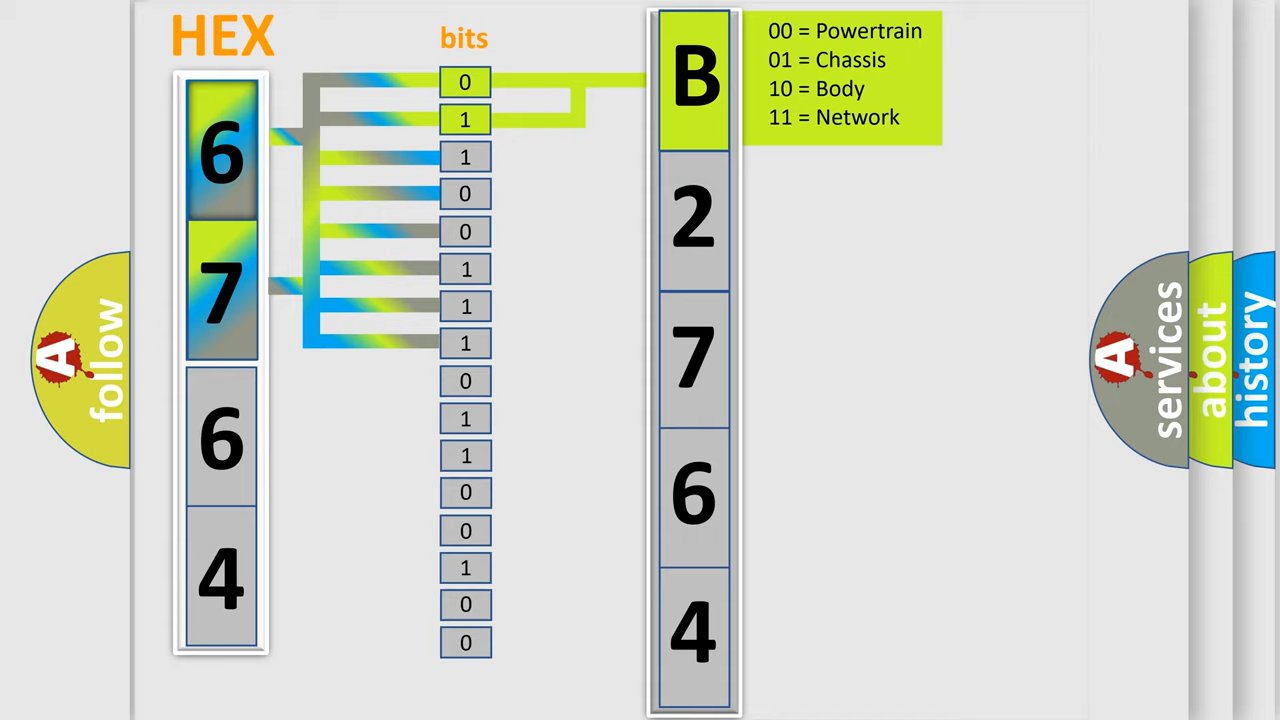 HEX
bits
6
7
6
4
0
1
1
0
0
1
1
1
0
1
1
0
0
1
0
0
B
2
7
6
4
00 = Powertrain
01 = Chassis
10 = Body
11 = Network
A
follow
A
services
about
history